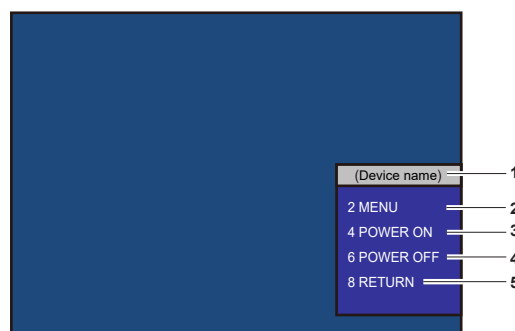 (Device name) 1
2 MENU 2
4 POWER ON 3
6 POWER OFF 4
8 RETURN 5